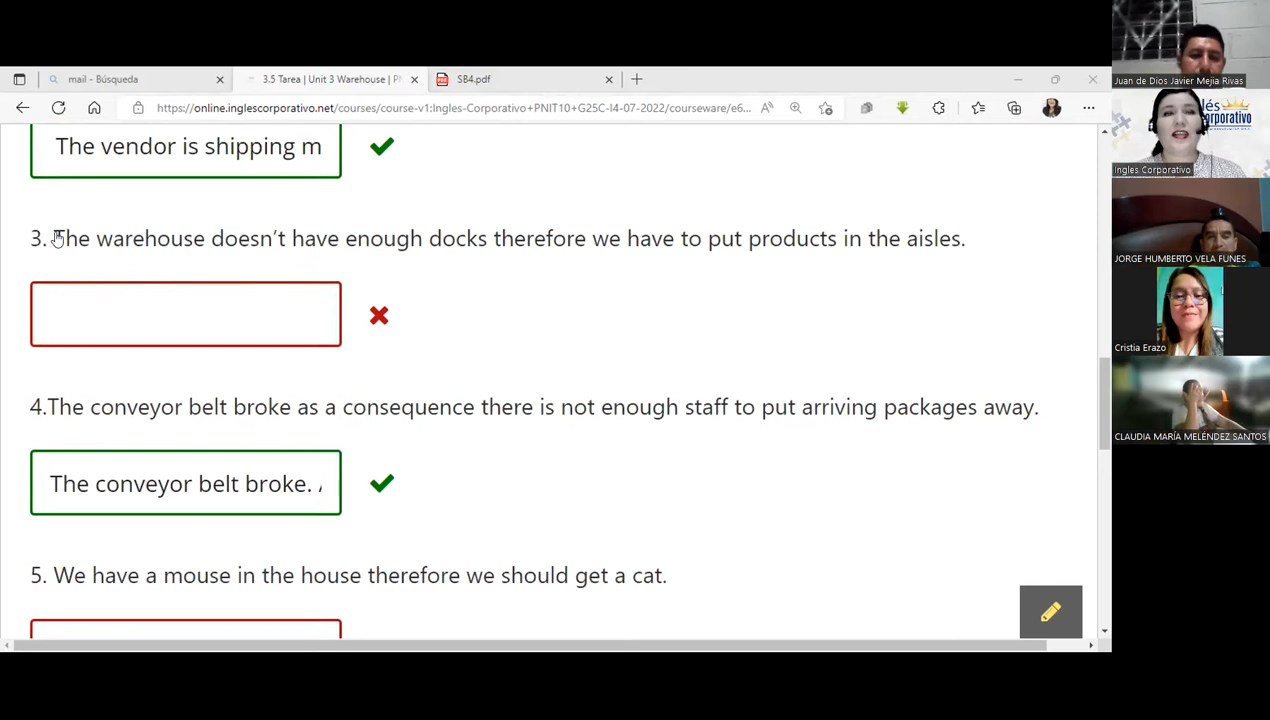 mail - Búsqueda
3.5 Tarea | Unit 3 Warehouse | PN
SB4.pdf
https://online.inglescorporativo.net/courses/course-v1:Ingles-Corporativo+PNIT10+G25C-I4-07-2022/courseware/e6...
The vendor is shipping m
3. The warehouse doesn't have enough docks therefore we have to put products in the aisles.
4.The conveyor belt broke as a consequence there is not enough staff to put arriving packages away.
The conveyor belt broke.
5. We have a mouse in the house therefore we should get a cat.
Juan de Dios Javier Mejia Rivas
Corporativo
Ingles Corporativo
JORGE HUMBERTO VELA FUNES
Cristia Erazo
CLAUDIA MARÍA MELÉNDEZ SANTOS